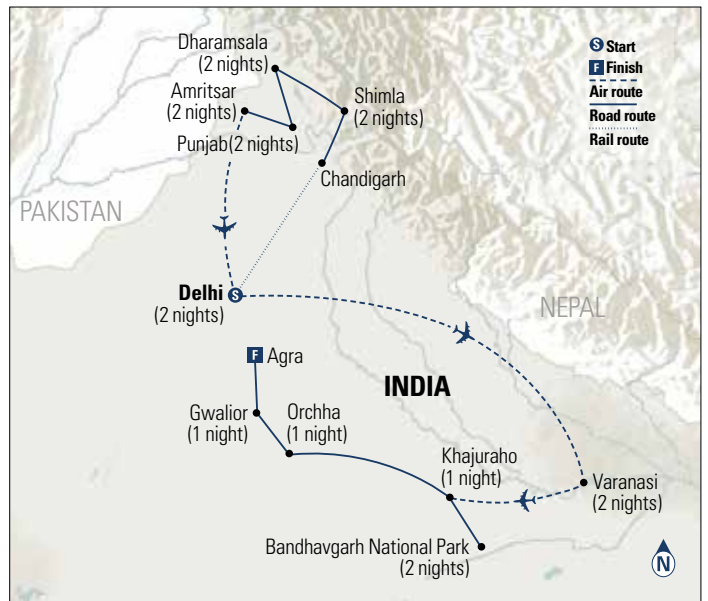 Dharamsala
(2 nights)
Amritsar
(2 nights)
Shimla
(2 nights)
Punjab(2 nights)
Chandigarh
S Start
F Finish
Air route
Road route
Rail route
PAKISTAN
NEPAL
Delhi S
(2 nights)
F Agra
INDIA
Gwalior
(1 night)
Orchha
(1 night)
Khajuraho
(1 night)
Varanasi
(2 nights)
Bandhavgarh National Park
(2 nights)
N